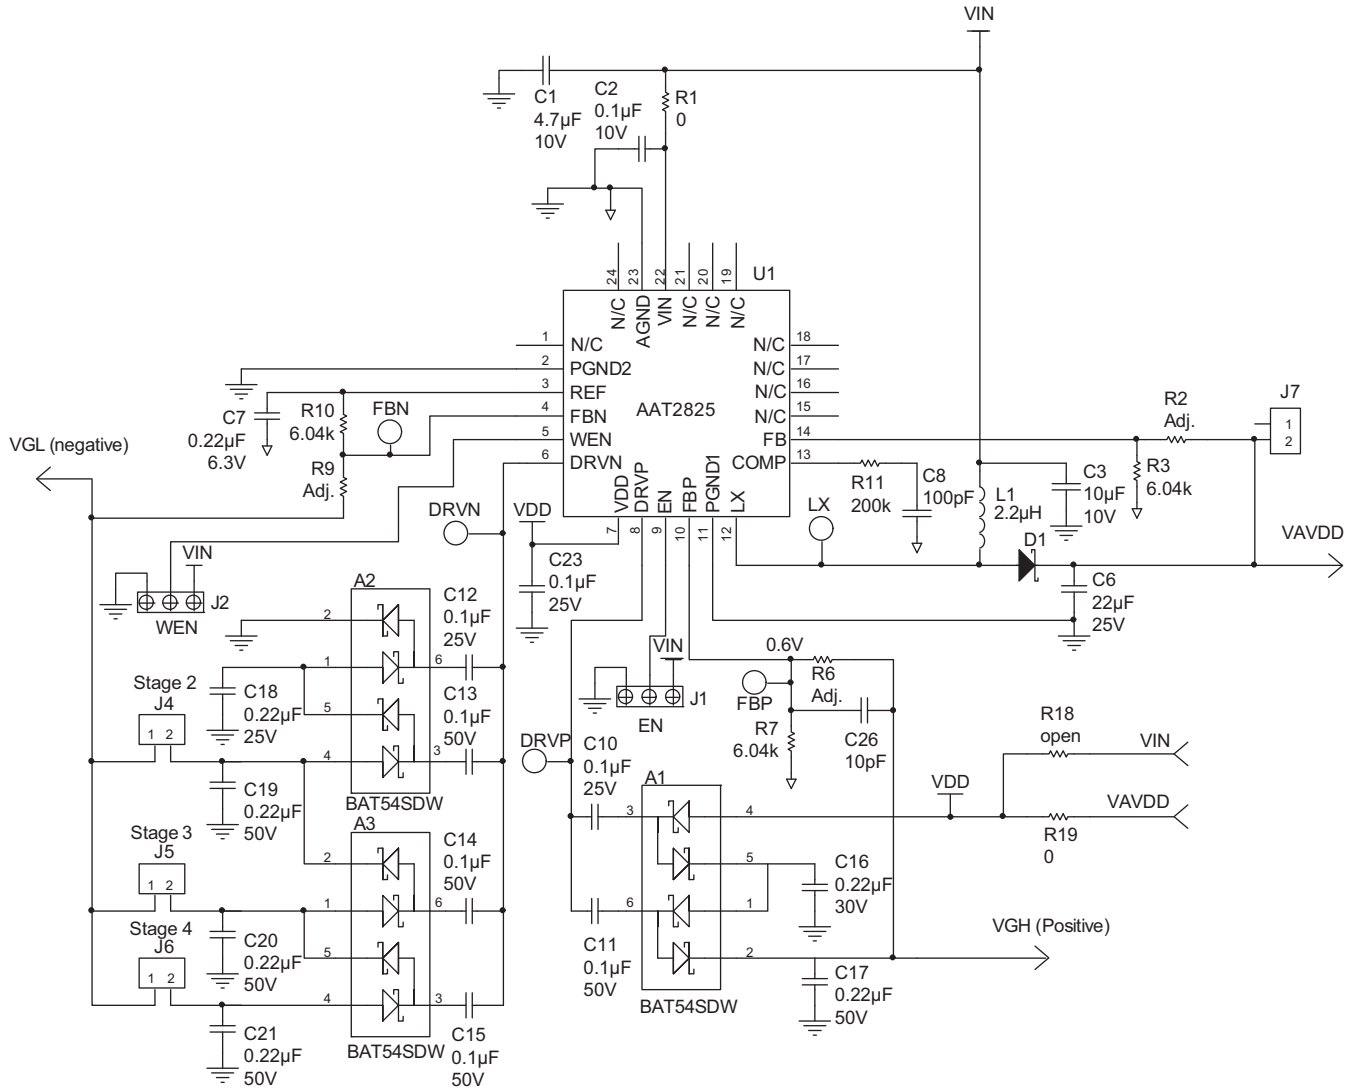 VIN
C1
4.7µF
10V
C2
0.1µF
10V
R1
0
U1
24
23
22
21
20
19
N/C
AGND
VIN
N/C
N/C
N/C
1
N/C
2
PGND2
3
REF
4
FBN
5
WEN
6
DRVN
AAT2825
N/C
18
N/C
17
N/C
16
N/C
15
FB
14
COMP
13
VDD
DRVP
EN
FBP
PGND1
LX
7
8
9
10
11
12
VGL (negative)
C7
0.22µF
6.3V
R10
6.04k
FBN
R9
Adj.
R2
Adj.
J7
1
2
R3
6.04k
R11
200k
C8
100pF
L1
2.2µH
C3
10µF
10V
LX
D1
VAVDD
C6
22µF
25V
DRVN
VDD
C23
0.1µF
25V
VIN
J2
WEN
A2
2
1
5
4
6
3
BAT54SDW
C12
0.1µF
25V
C13
0.1µF
50V
C18
0.22µF
25V
Stage 2
J4
1 2
C19
0.22µF
50V
VIN
J1
EN
0.6V
R6
Adj.
FBP
R7
6.04k
C26
10pF
DRVP
C10
0.1µF
25V
A1
3
6
4
5
1
2
BAT54SDW
C11
0.1µF
50V
C16
0.22µF
30V
C17
0.22µF
50V
VGH (Positive)
VDD
R18
open
VIN
VAVDD
R19
0
A3
2
1
5
4
6
3
BAT54SDW
C14
0.1µF
50V
C15
0.1µF
50V
Stage 3
J5
1 2
C20
0.22µF
50V
Stage 4
J6
1 2
C21
0.22µF
50V